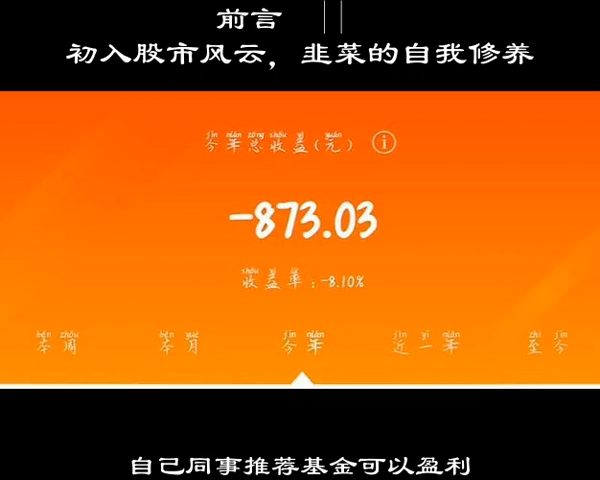 前言
初入股市风云，韭菜的自我修养
jīn nián zǒng shōu yì yuán
今年总收益(元) i
-873.03
shōu yì lǜ
收益率：-8.10%
běn zhōu běn yuè jīn nián jìn yì nián zhì jīn
本周 本月 今年 近一年 至今
自己同事推荐基金可以盈利